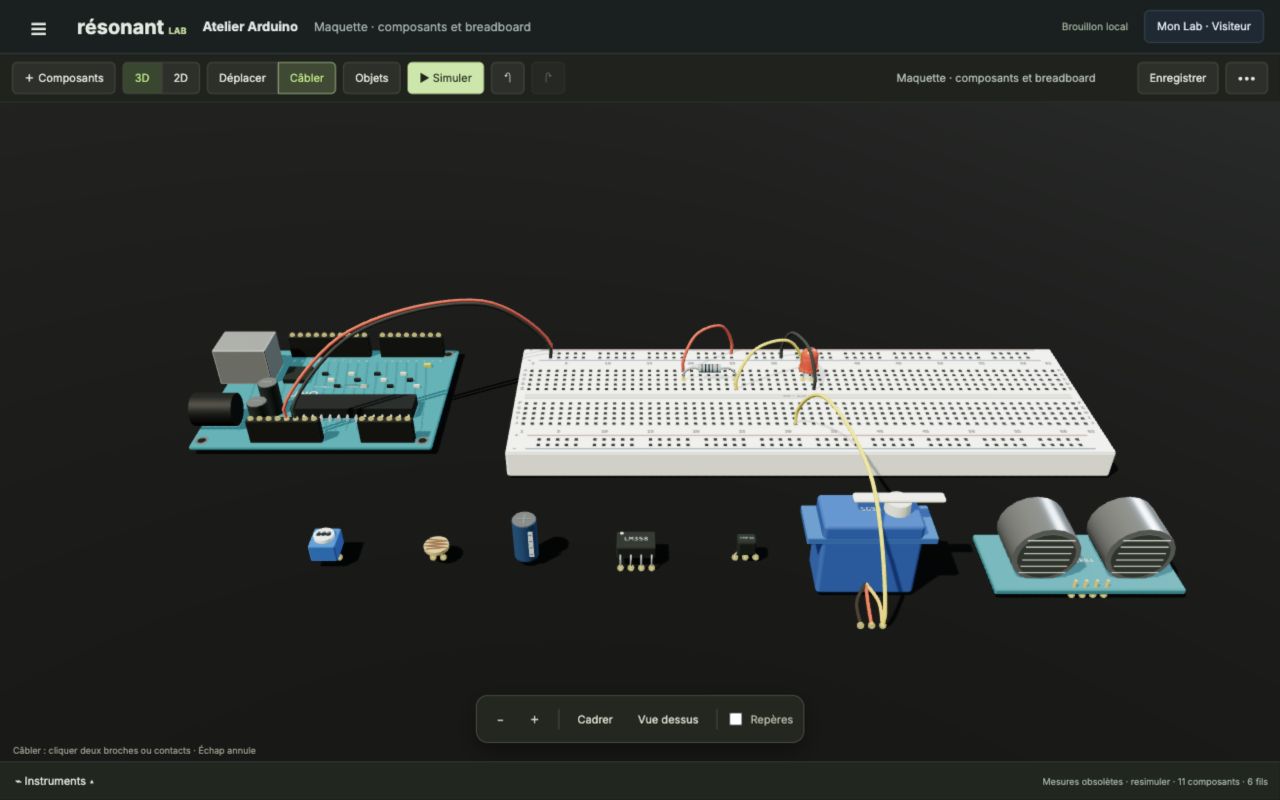 résonant LAB Atelier Arduino Maquette · composants et breadboard Brouillon local Mon Lab · Visiteur
+ Composants 3D 2D Déplacer Câbler Objets ▶ Simuler Maquette · composants et breadboard Enregistrer •••
LM358
− + Cadrer Vue dessus Repères
Câbler : cliquer deux broches ou contacts · Échap annule
Instruments Mesures obsolètes · resimuler · 11 composants · 6 fils